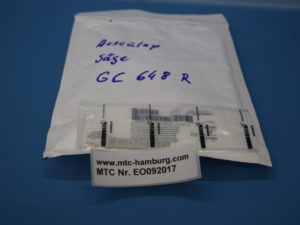 Aesculap
Säge
GC 648 R
www.mtc-hamburg.com
MTC Nr. EO092017